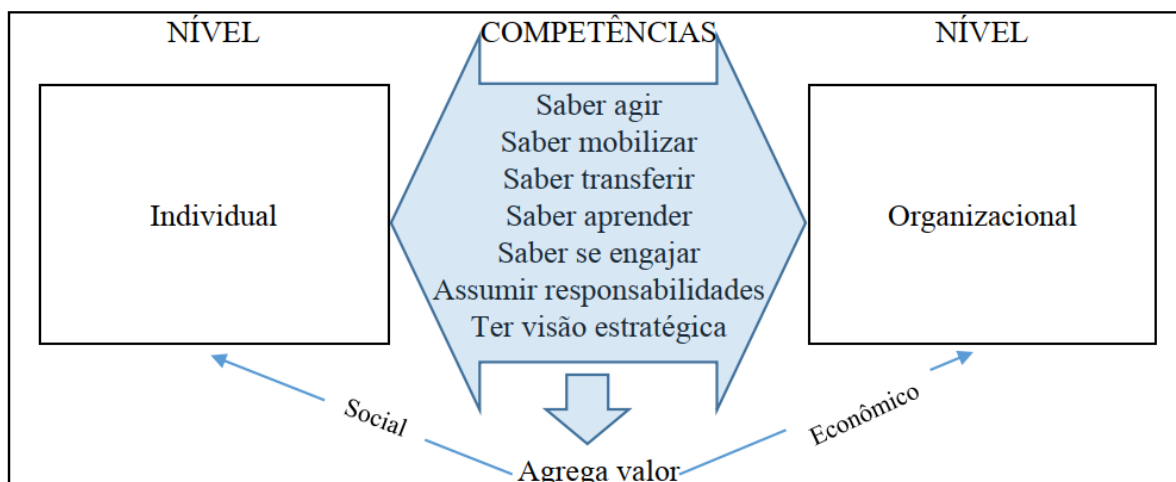 NÍVEL
COMPETÊNCIAS
NÍVEL
Individual
Saber agir
Saber mobilizar
Saber transferir
Saber aprender
Saber se engajar
Assumir responsabilidades
Ter visão estratégica
Organizacional
Social
Econômico
Agrega valor